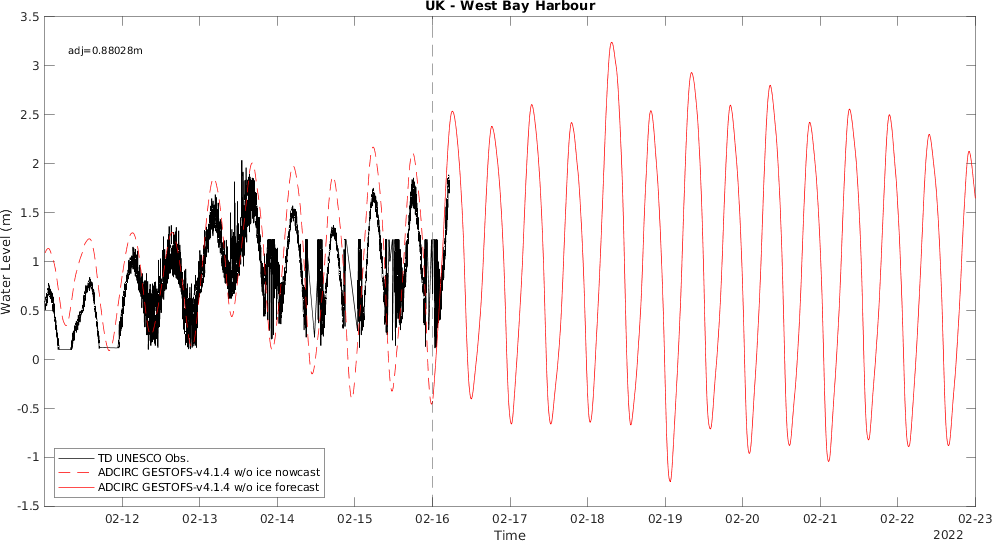 UK - West Bay Harbour
adj=0.88028m
3.5
3
2.5
2
1.5
1
0.5
0
-0.5
-1
-1.5
Water Level (m)
TD UNESCO Obs.
ADCIRC GESTOFS-v4.1.4 w/o ice nowcast
ADCIRC GESTOFS-v4.1.4 w/o ice forecast
02-12 02-13 02-14 02-15 02-16 02-17 02-18 02-19 02-20 02-21 02-22 02-23
Time
2022